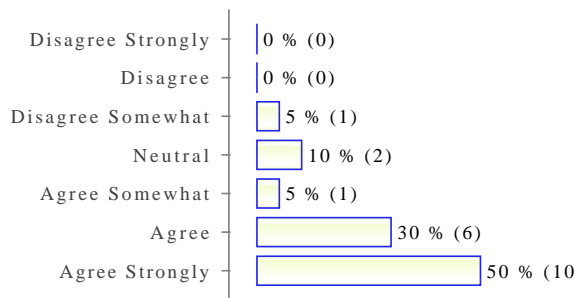 Disagree Strongly 0 % (0)
Disagree 0 % (0)
Disagree Somewhat 5 % (1)
Neutral 10 % (2)
Agree Somewhat 5 % (1)
Agree 30 % (6)
Agree Strongly 50 % (10